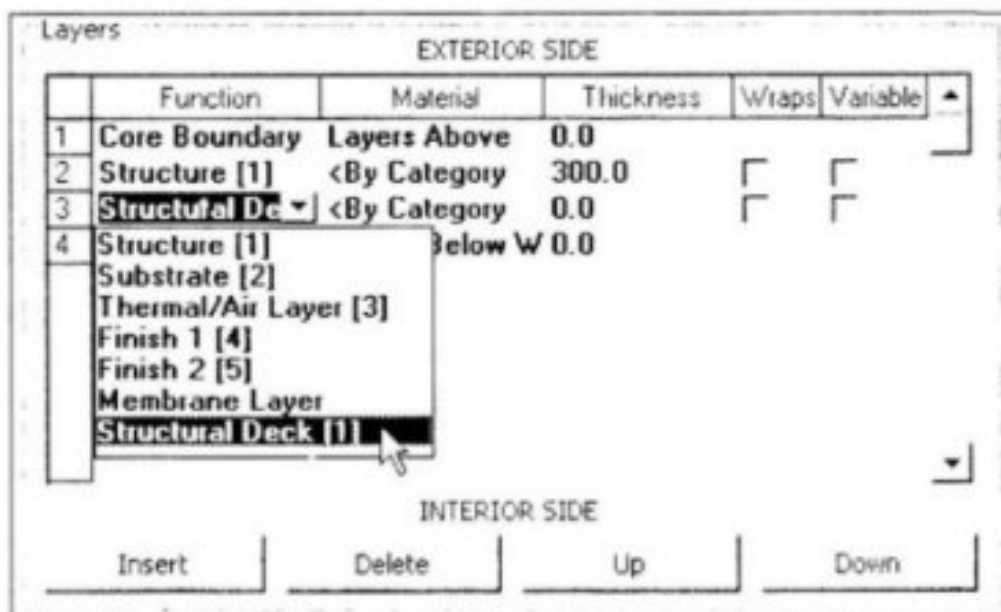 Layers
EXTERIOR SIDE
Function Material Thickness Wraps Variable
1 Core Boundary Layers Above 0.0
2 Structure [1] <By Category 300.0
3 Structural De <By Category 0.0
4 Below W 0.0
Structure [1]
Substrate [2]
Thermal/Air Layer [3]
Finish 1 [4]
Finish 2 [5]
Membrane Layer
Structural Deck [1]
INTERIOR SIDE
Insert Delete Up Down